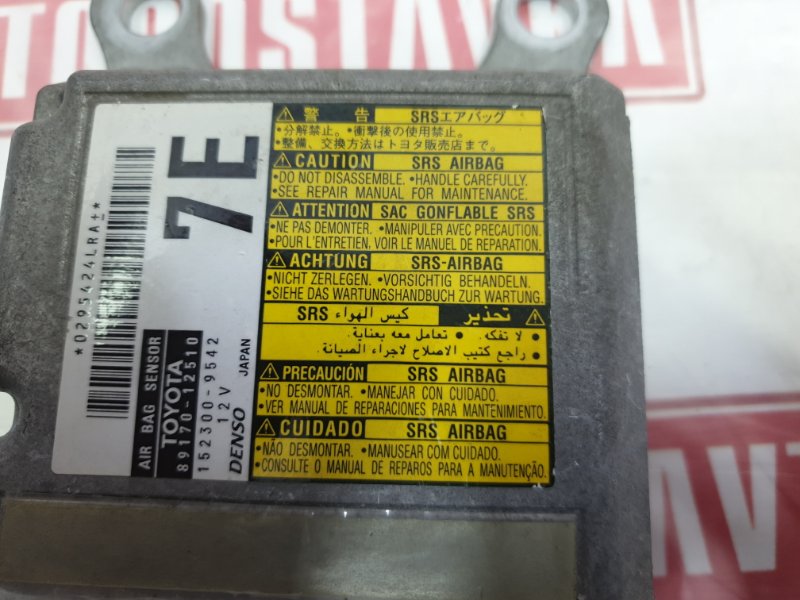 AVTODOSTAVKA
7E
*0295424LRA±*
AIR BAG SENSOR
TOYOTA
89170-12510
152300-9542
12V
DENSO JAPAN
警告 SRSエアバッグ
•分解禁止。•衝撃後の使用禁止。
•整備、交換方法はトヨタ販売店まで。
CAUTION SRS AIRBAG
•DO NOT DISASSEMBLE. •HANDLE CAREFULLY.
•SEE REPAIR MANUAL FOR MAINTENANCE.
ATTENTION SAC GONFLABLE SRS
•NE PAS DEMONTER. •MANIPULER AVEC PRECAUTION.
•POUR L'ENTRETIEN, VOIR LE MANUEL DE REPARATION.
ACHTUNG SRS-AIRBAG
•NICHT ZERLEGEN. •VORSICHTIG BEHANDELN.
•SIEHE DAS WARTUNGSHANDBUCH ZUR WARTUNG.
تحذير كيس الهواء SRS
• لا تفكه. • تعامل معه بعناية.
• راجع كتيب الاصلاح لاجراء الصيانة.
PRECAUCIÓN SRS AIRBAG
•NO DESMONTAR. •MANEJAR CON CUIDADO.
•VER MANUAL DE REPARACIONES PARA MANTENIMIENTO.
CUIDADO SRS AIRBAG
•NÃO DESMONTAR. •MANUSEAR COM CUIDADO.
•CONSULTE O MANUAL DE REPAROS PARA A MANUTENÇÃO.